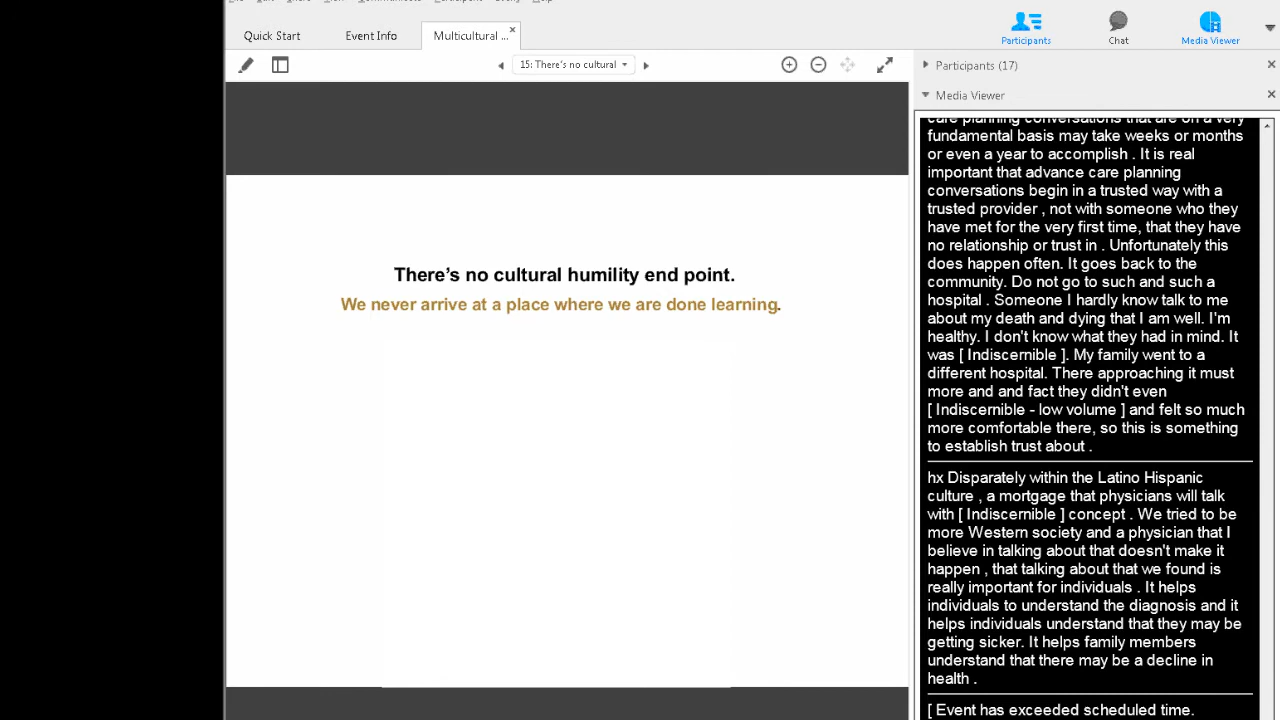 Quick Start
Event Info
Multicultural ...
Participants
Chat
Media Viewer
15: There's no cultural
Participants (17)
Media Viewer
There's no cultural humility end point.
We never arrive at a place where we are done learning.
care planning conversations that are on a very
fundamental basis may take weeks or months
or even a year to accomplish . It is real
important that advance care planning
conversations begin in a trusted way with a
trusted provider , not with someone who they
have met for the very first time, that they have
no relationship or trust in . Unfortunately this
does happen often. It goes back to the
community. Do not go to such and such a
hospital . Someone I hardly know talk to me
about my death and dying that I am well. I'm
healthy. I don't know what they had in mind. It
was [ Indiscernible ]. My family went to a
different hospital. There approaching it must
more and and fact they didn't even
[ Indiscernible - low volume ] and felt so much
more comfortable there, so this is something
to establish trust about .
hx Disparately within the Latino Hispanic
culture , a mortgage that physicians will talk
with [ Indiscernible ] concept . We tried to be
more Western society and a physician that I
believe in talking about that doesn't make it
happen , that talking about that we found is
really important for individuals . It helps
individuals to understand the diagnosis and it
helps individuals understand that they may be
getting sicker. It helps family members
understand that there may be a decline in
health .
[ Event has exceeded scheduled time.